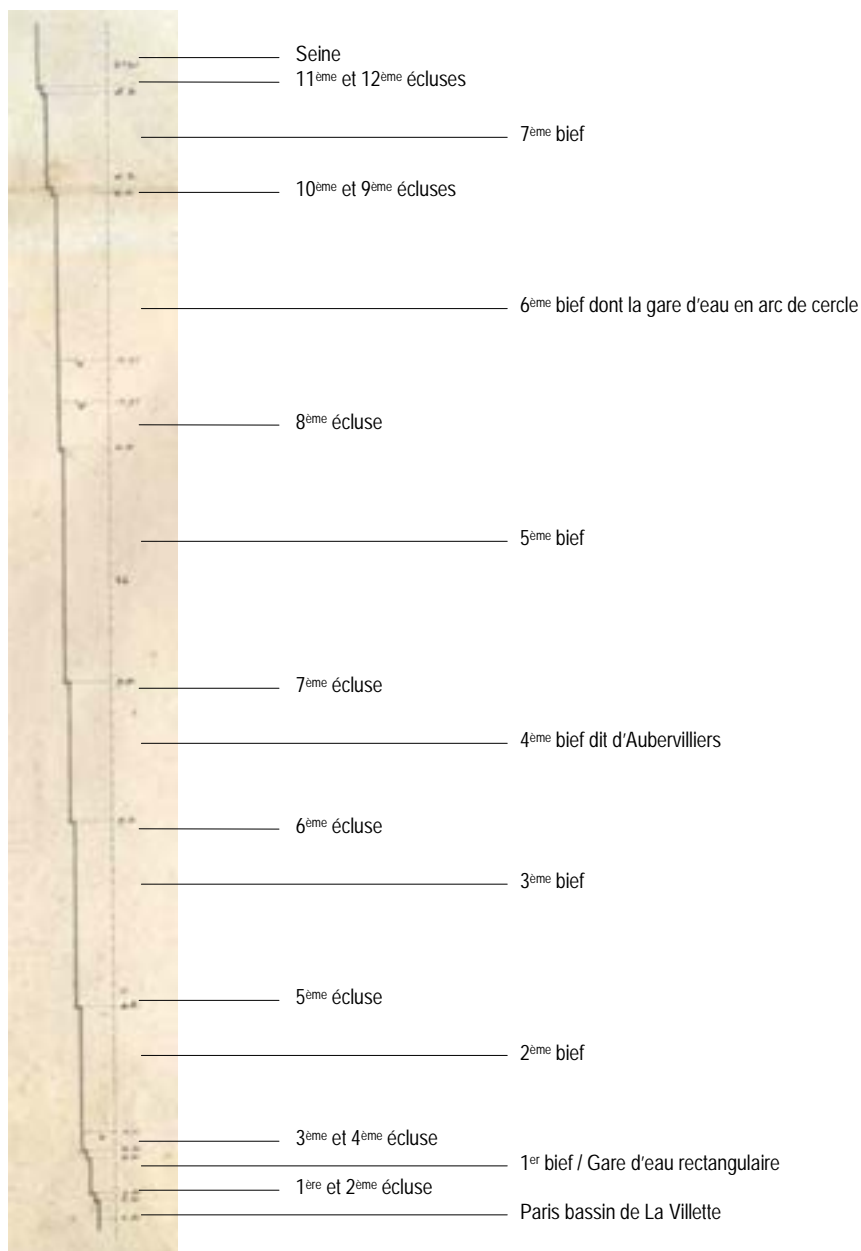 Seine
11ème et 12ème écluses
7ème bief
10ème et 9ème écluses
6ème bief dont la gare d'eau en arc de cercle
8ème écluse
5ème bief
7ème écluse
4ème bief dit d'Aubervilliers
6ème écluse
3ème bief
5ème écluse
2ème bief
3ème et 4ème écluse
1er bief / Gare d'eau rectangulaire
1ère et 2ème écluse
Paris bassin de La Villette